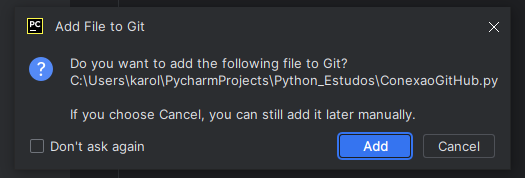 PC
Add File to Git
Do you want to add the following file to Git?
C:\Users\karol\PycharmProjects\Python_Estudos\ConexaoGitHub.py
If you choose Cancel, you can still add it later manually.
Don't ask again
Add
Cancel